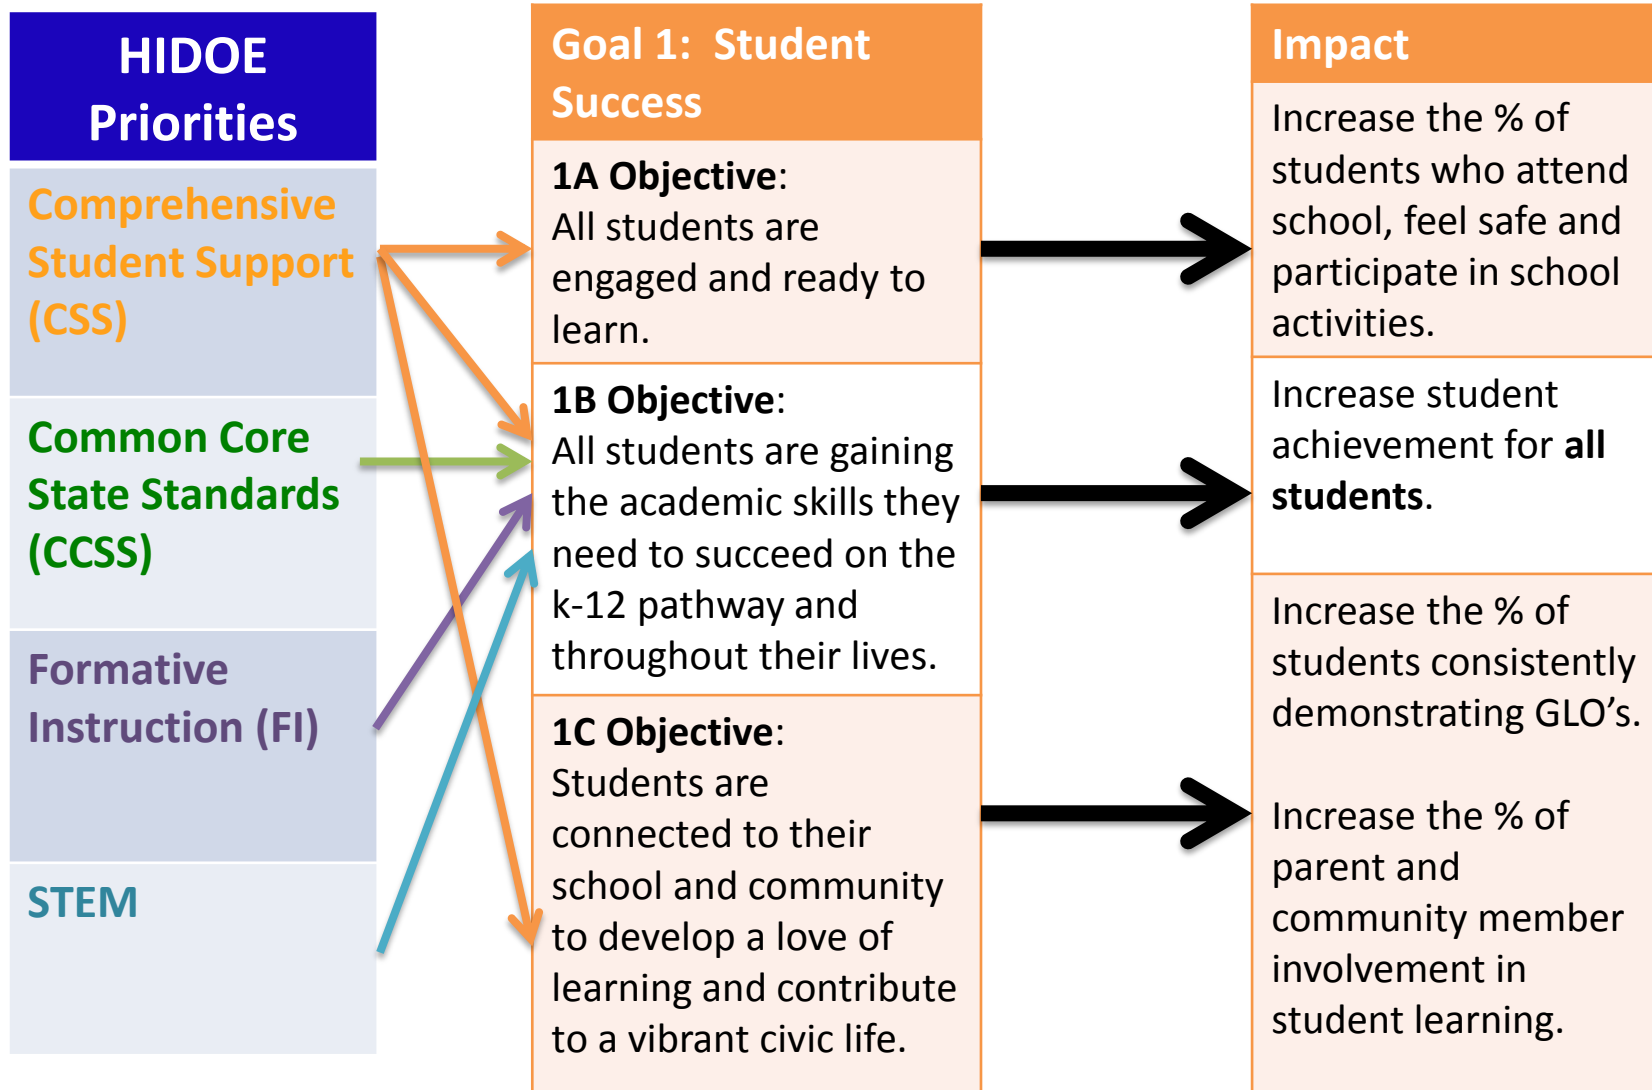 HIDOE
Priorities
Comprehensive
Student Support
(CSS)
Common Core
State Standards
(CCSS)
Formative
Instruction (FI)
STEM
Goal 1:  Student
Success
1A Objective:
All students are
engaged and ready to
learn.
1B Objective:
All students are gaining
the academic skills they
need to succeed on the
k-12 pathway and
throughout their lives.
1C Objective:
Students are
connected to their
school and community
to develop a love of
learning and contribute
to a vibrant civic life.
Impact
Increase the % of
students who attend
school, feel safe and
participate in school
activities.
Increase student
achievement for all
students.
Increase the % of
students consistently
demonstrating GLO’s.
Increase the % of
parent and
community member
involvement in
student learning.